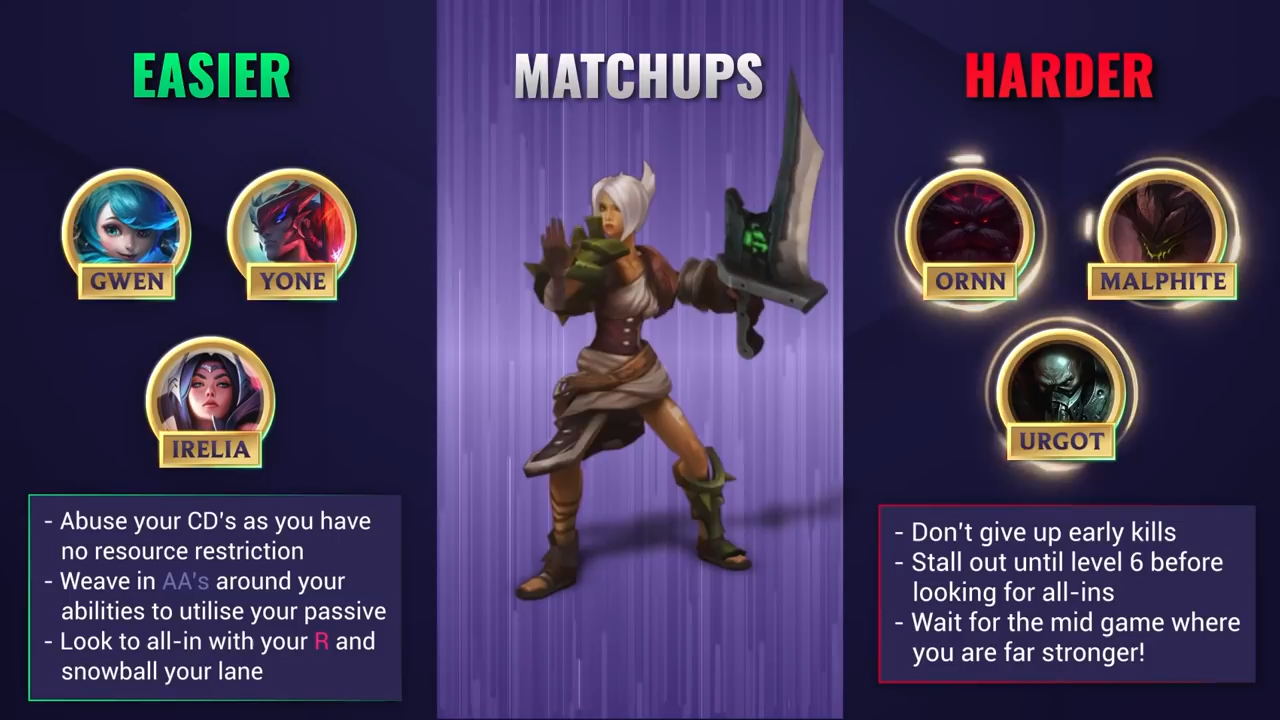 EASIER
MATCHUPS
HARDER
GWEN
YONE
IRELIA
ORNN
MALPHITE
URGOT
- Abuse your CD's as you have
no resource restriction
- Weave in AA's around your
abilities to utilise your passive
- Look to all-in with your R and
snowball your lane
- Don't give up early kills
- Stall out until level 6 before
looking for all-ins
- Wait for the mid game where
you are far stronger!